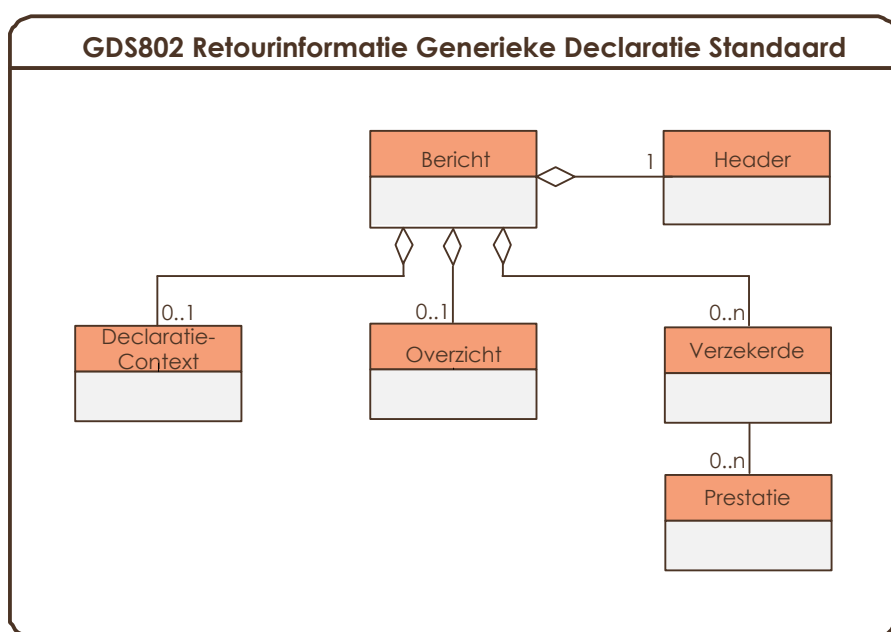 GDS802 Retourinformatie Generieke Declaratie Standaard
Bericht
1
Header
0..1
0..1
0..n
Declaratie-
Context
Overzicht
Verzekerde
0..n
Prestatie